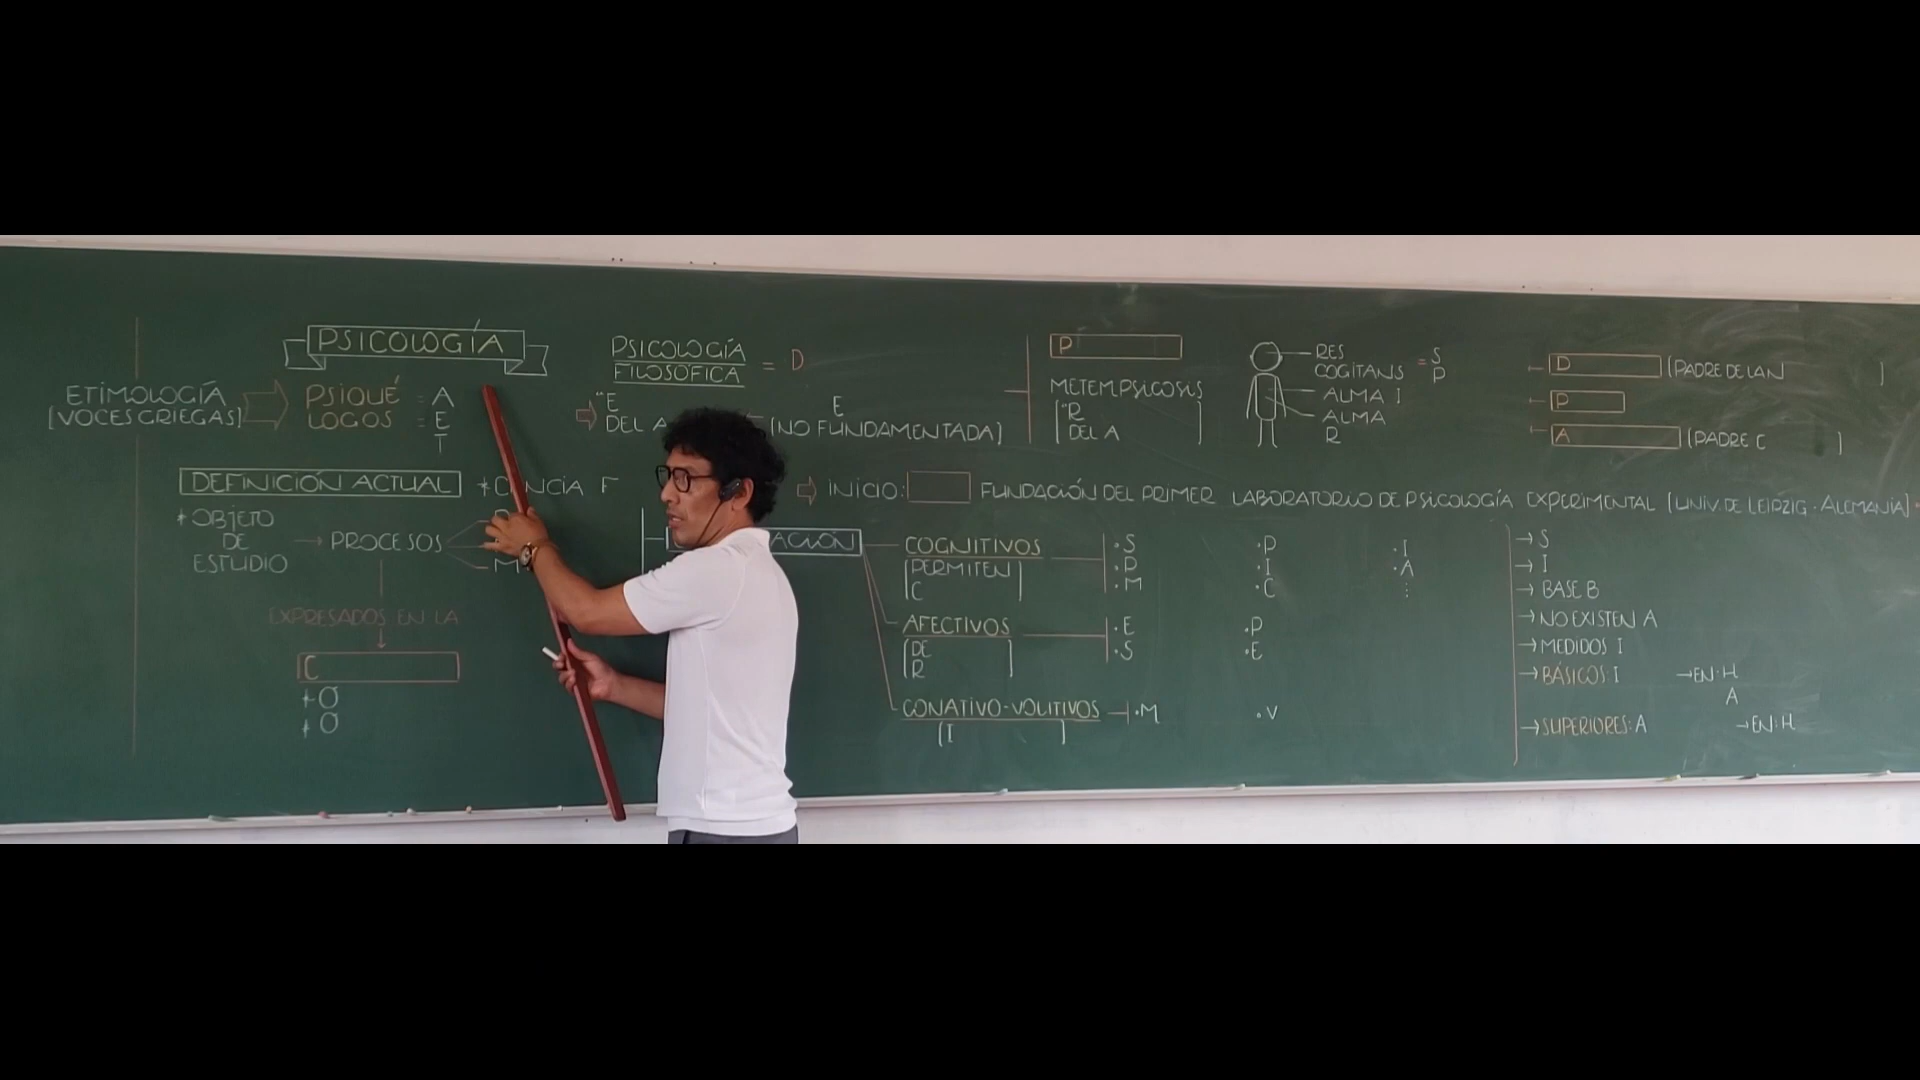 PSICOLOGÍA
ETIMOLOGÍA
(VOCES GRIEGAS)
PSIQUÉ = A
LOGOS = E
T
DEFINICIÓN ACTUAL
* OBJETO
DE
ESTUDIO
→ PROCESOS
M
EXPRESADOS EN LA
C
* O
* O
PSICOLOGÍA
FILOSÓFICA
= D
"E
DEL A
E
(NO FUNDAMENTADA)
P
METEMPSICOSIS
("R
DEL A )
RES
COGITANS = S
P
ALMA I
ALMA
R
D (PADRE DE LA N )
P
A (PADRE C )
INICIO: FUNDACIÓN DEL PRIMER LABORATORIO DE PSICOLOGÍA EXPERIMENTAL (UNIV. DE LEIPZIG - ALEMANIA)
COGNITIVOS
(PERMITEN
C )
• S • P • I
• P • I • A
• M • C
AFECTIVOS
(DE
R )
• E • P
• S • E
CONATIVO-VOLITIVOS • M • V
(I )
→ S
→ I
→ BASE B
→ NO EXISTEN A
→ MEDIDOS I
→ BÁSICOS: I → EN: H
A
→ SUPERIORES: A → EN: H